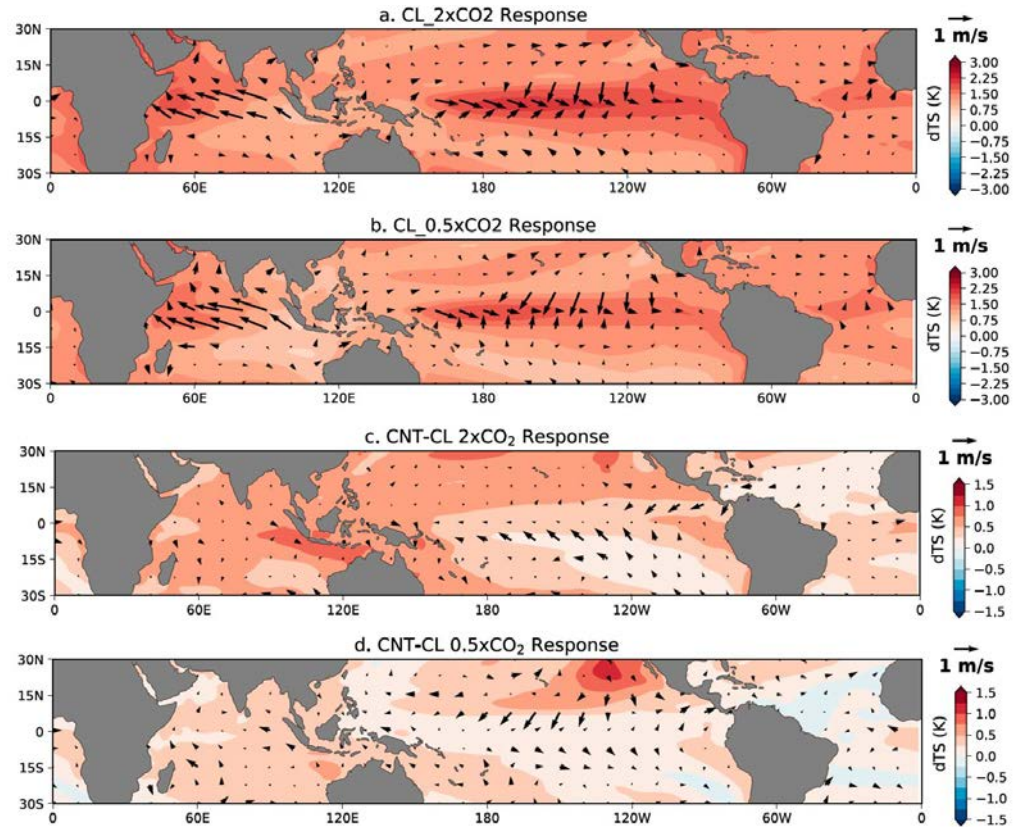 a. CL_2xCO2 Response
1 m/s
30N
15N
0
15S
30S
0 60E 120E 180 120W 60W 0
3.00
2.25
1.50
0.75
0.00
−0.75
−1.50
−2.25
−3.00
dTS (K)
b. CL_0.5xCO2 Response
1 m/s
30N
15N
0
15S
30S
0 60E 120E 180 120W 60W 0
3.00
2.25
1.50
0.75
0.00
−0.75
−1.50
−2.25
−3.00
dTS (K)
c. CNT-CL 2xCO₂ Response
1 m/s
30N
15N
0
15S
30S
0 60E 120E 180 120W 60W 0
1.5
1.0
0.5
0.0
−0.5
−1.0
−1.5
dTS (K)
d. CNT-CL 0.5xCO₂ Response
1 m/s
30N
15N
0
15S
30S
0 60E 120E 180 120W 60W 0
1.5
1.0
0.5
0.0
−0.5
−1.0
−1.5
dTS (K)